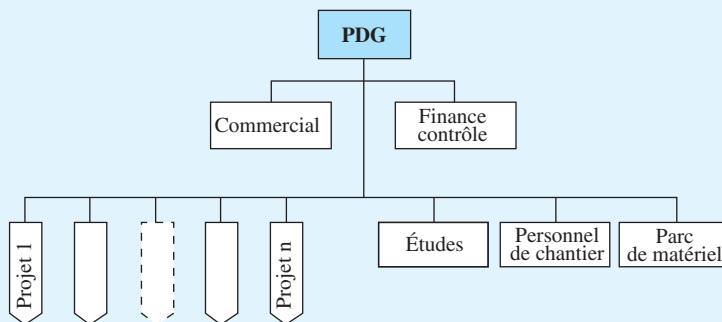 PDG
Commercial
Finance
contrôle
Projet 1
Projet n
Études
Personnel
de chantier
Parc
de matériel